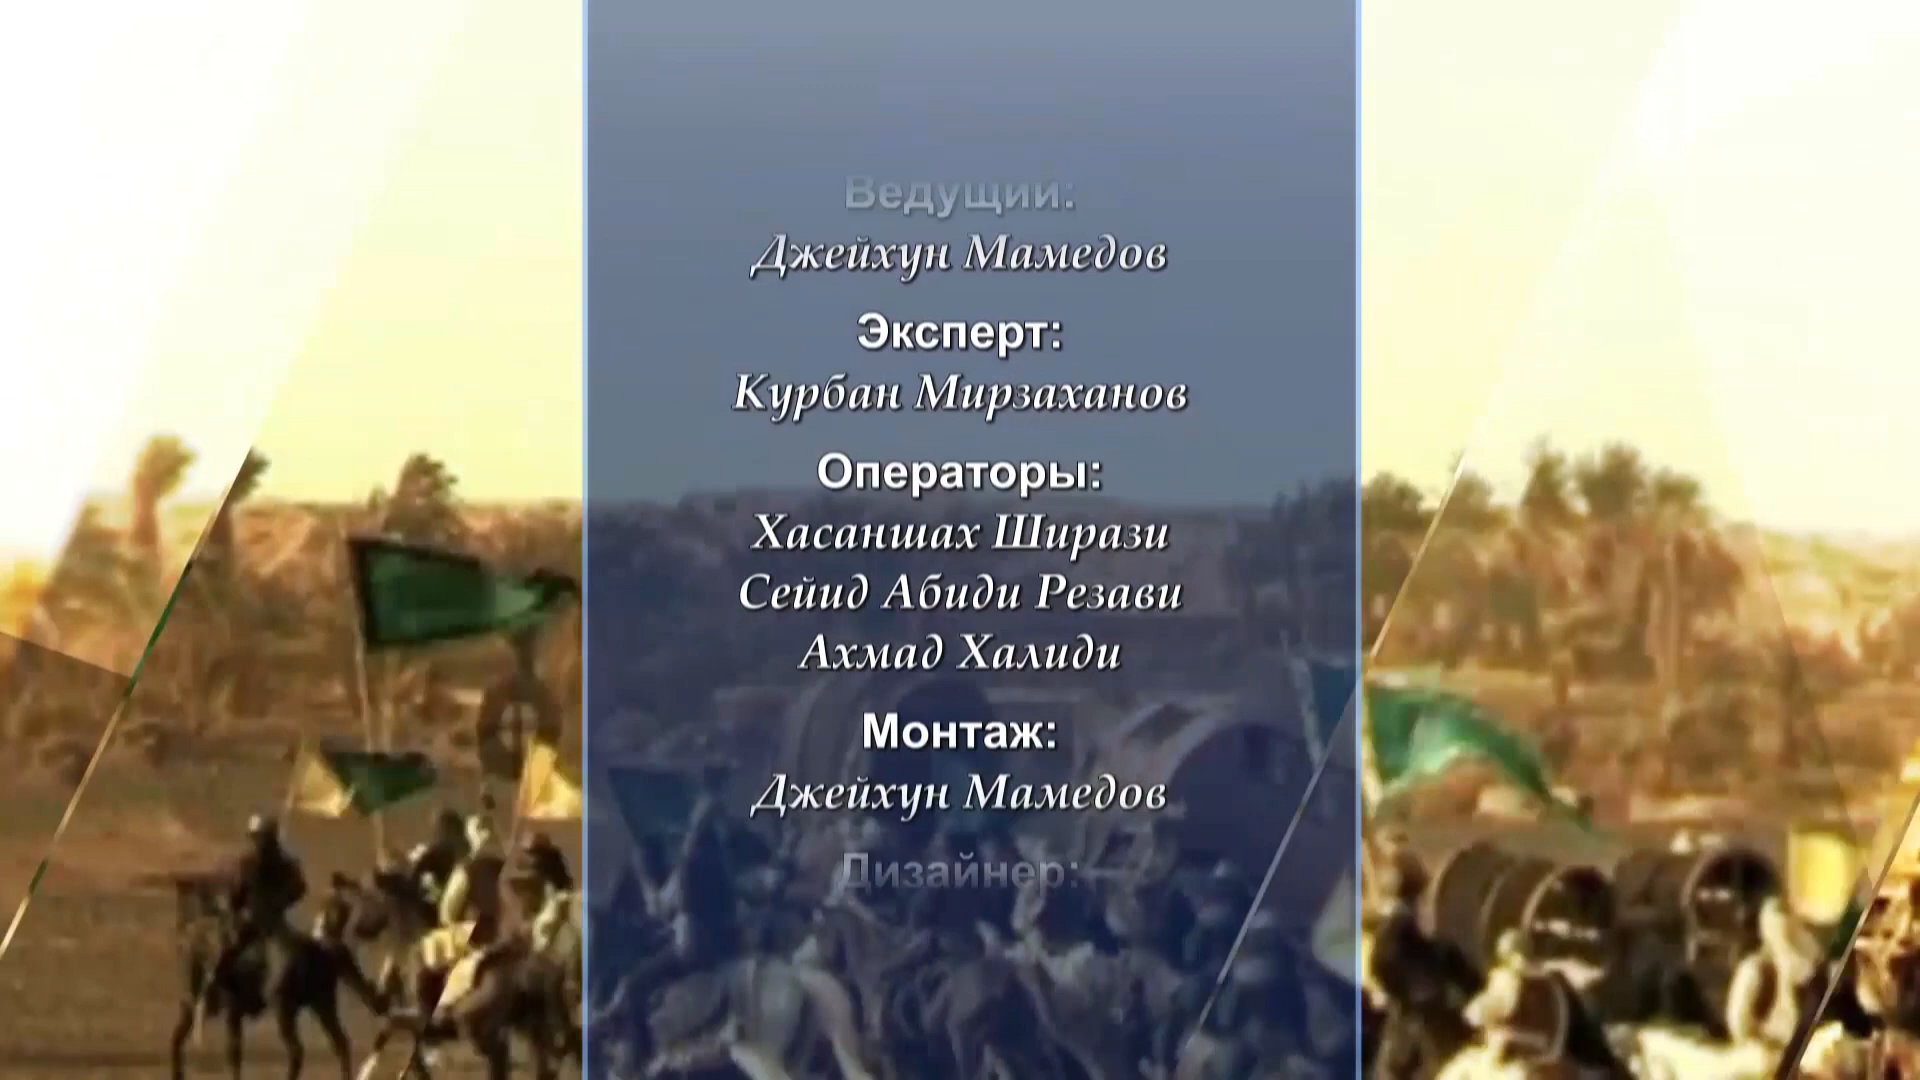 Ведущий:
Джейхун Мамедов
Эксперт:
Курбан Мирзаханов
Операторы:
Хасаншах Ширази
Сейид Абиди Резави
Ахмад Халиди
Монтаж:
Джейхун Мамедов
Дизайнер: